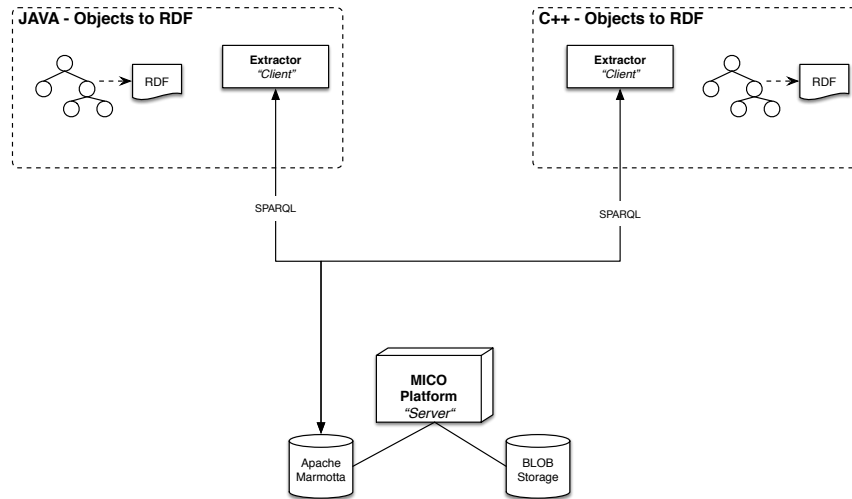 JAVA - Objects to RDF
C++ - Objects to RDF
RDF
Extractor
"Client"
Extractor
"Client"
RDF
SPARQL
SPARQL
MICO
Platform
"Server"
Apache
Marmotta
BLOB
Storage